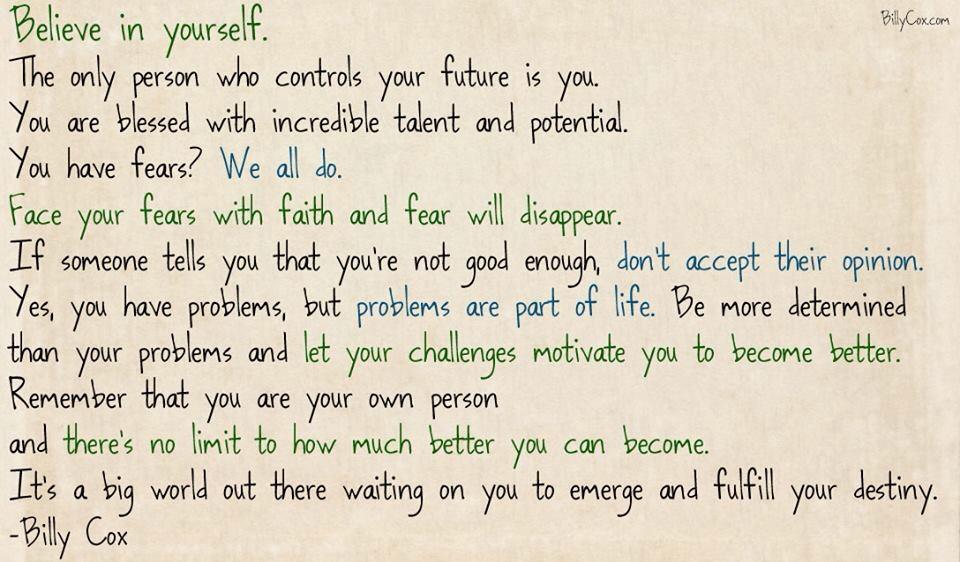 Believe in yourself.
BillyCox.com
The only person who controls your future is you.
You are blessed with incredible talent and potential.
You have fears? We all do.
Face your fears with faith and fear will disappear.
If someone tells you that you're not good enough, don't accept their opinion.
Yes, you have problems, but problems are part of life. Be more determined
than your problems and let your challenges motivate you to become better.
Remember that you are your own person
and there's no limit to how much better you can become.
It's a big world out there waiting on you to emerge and fulfill your destiny.
-Billy Cox